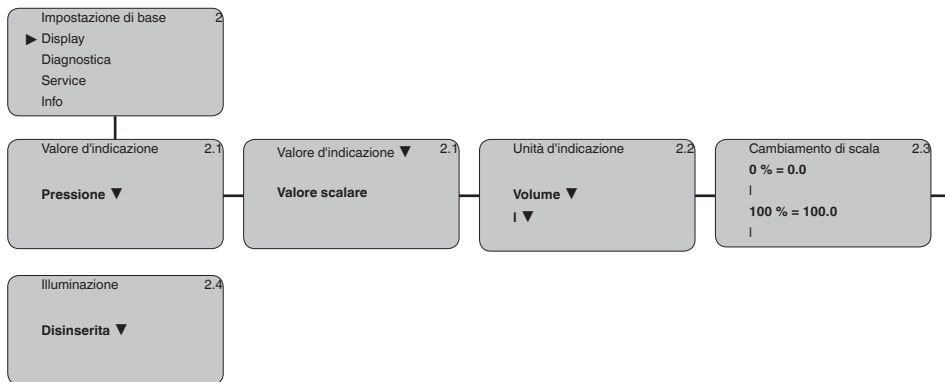 Impostazione di base 2
▶ Display
Diagnostica
Service
Info
Valore d'indicazione 2.1
Pressione ▼
Valore d'indicazione ▼ 2.1
Valore scalare
Unità d'indicazione 2.2
Volume ▼
l ▼
Cambiamento di scala 2.3
0 % = 0.0
l
100 % = 100.0
l
Illuminazione 2.4
Disinserita ▼